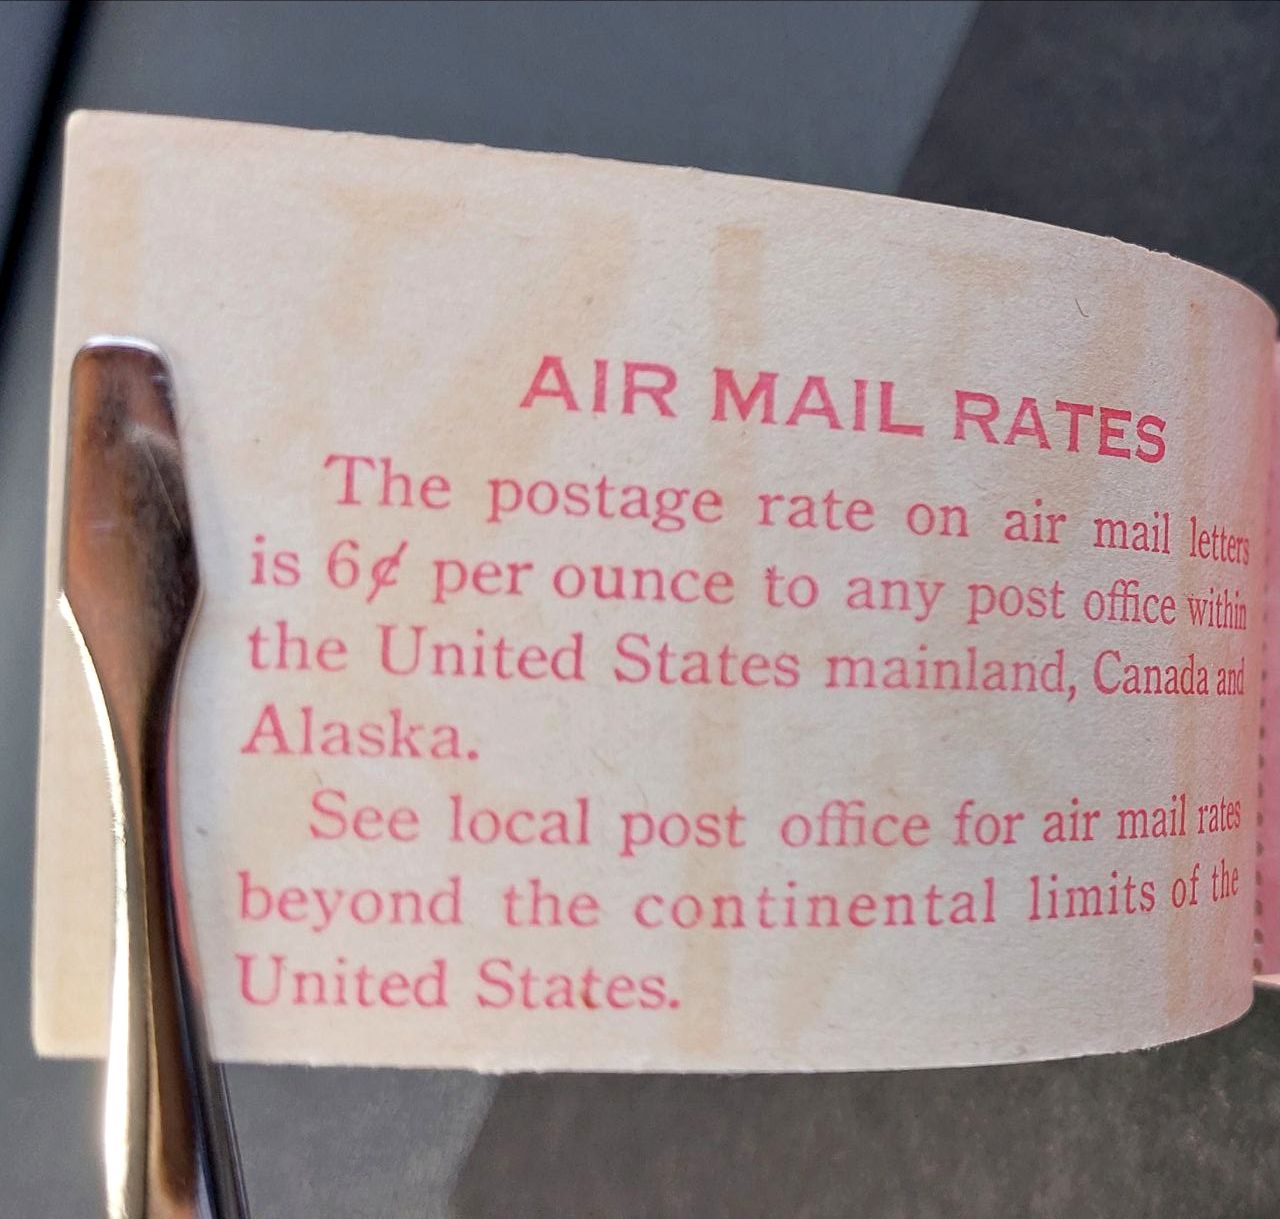 AIR MAIL RATES
The postage rate on air mail letters
is 6¢ per ounce to any post office within
the United States mainland, Canada and
Alaska.
See local post office for air mail rates
beyond the continental limits of the
United States.